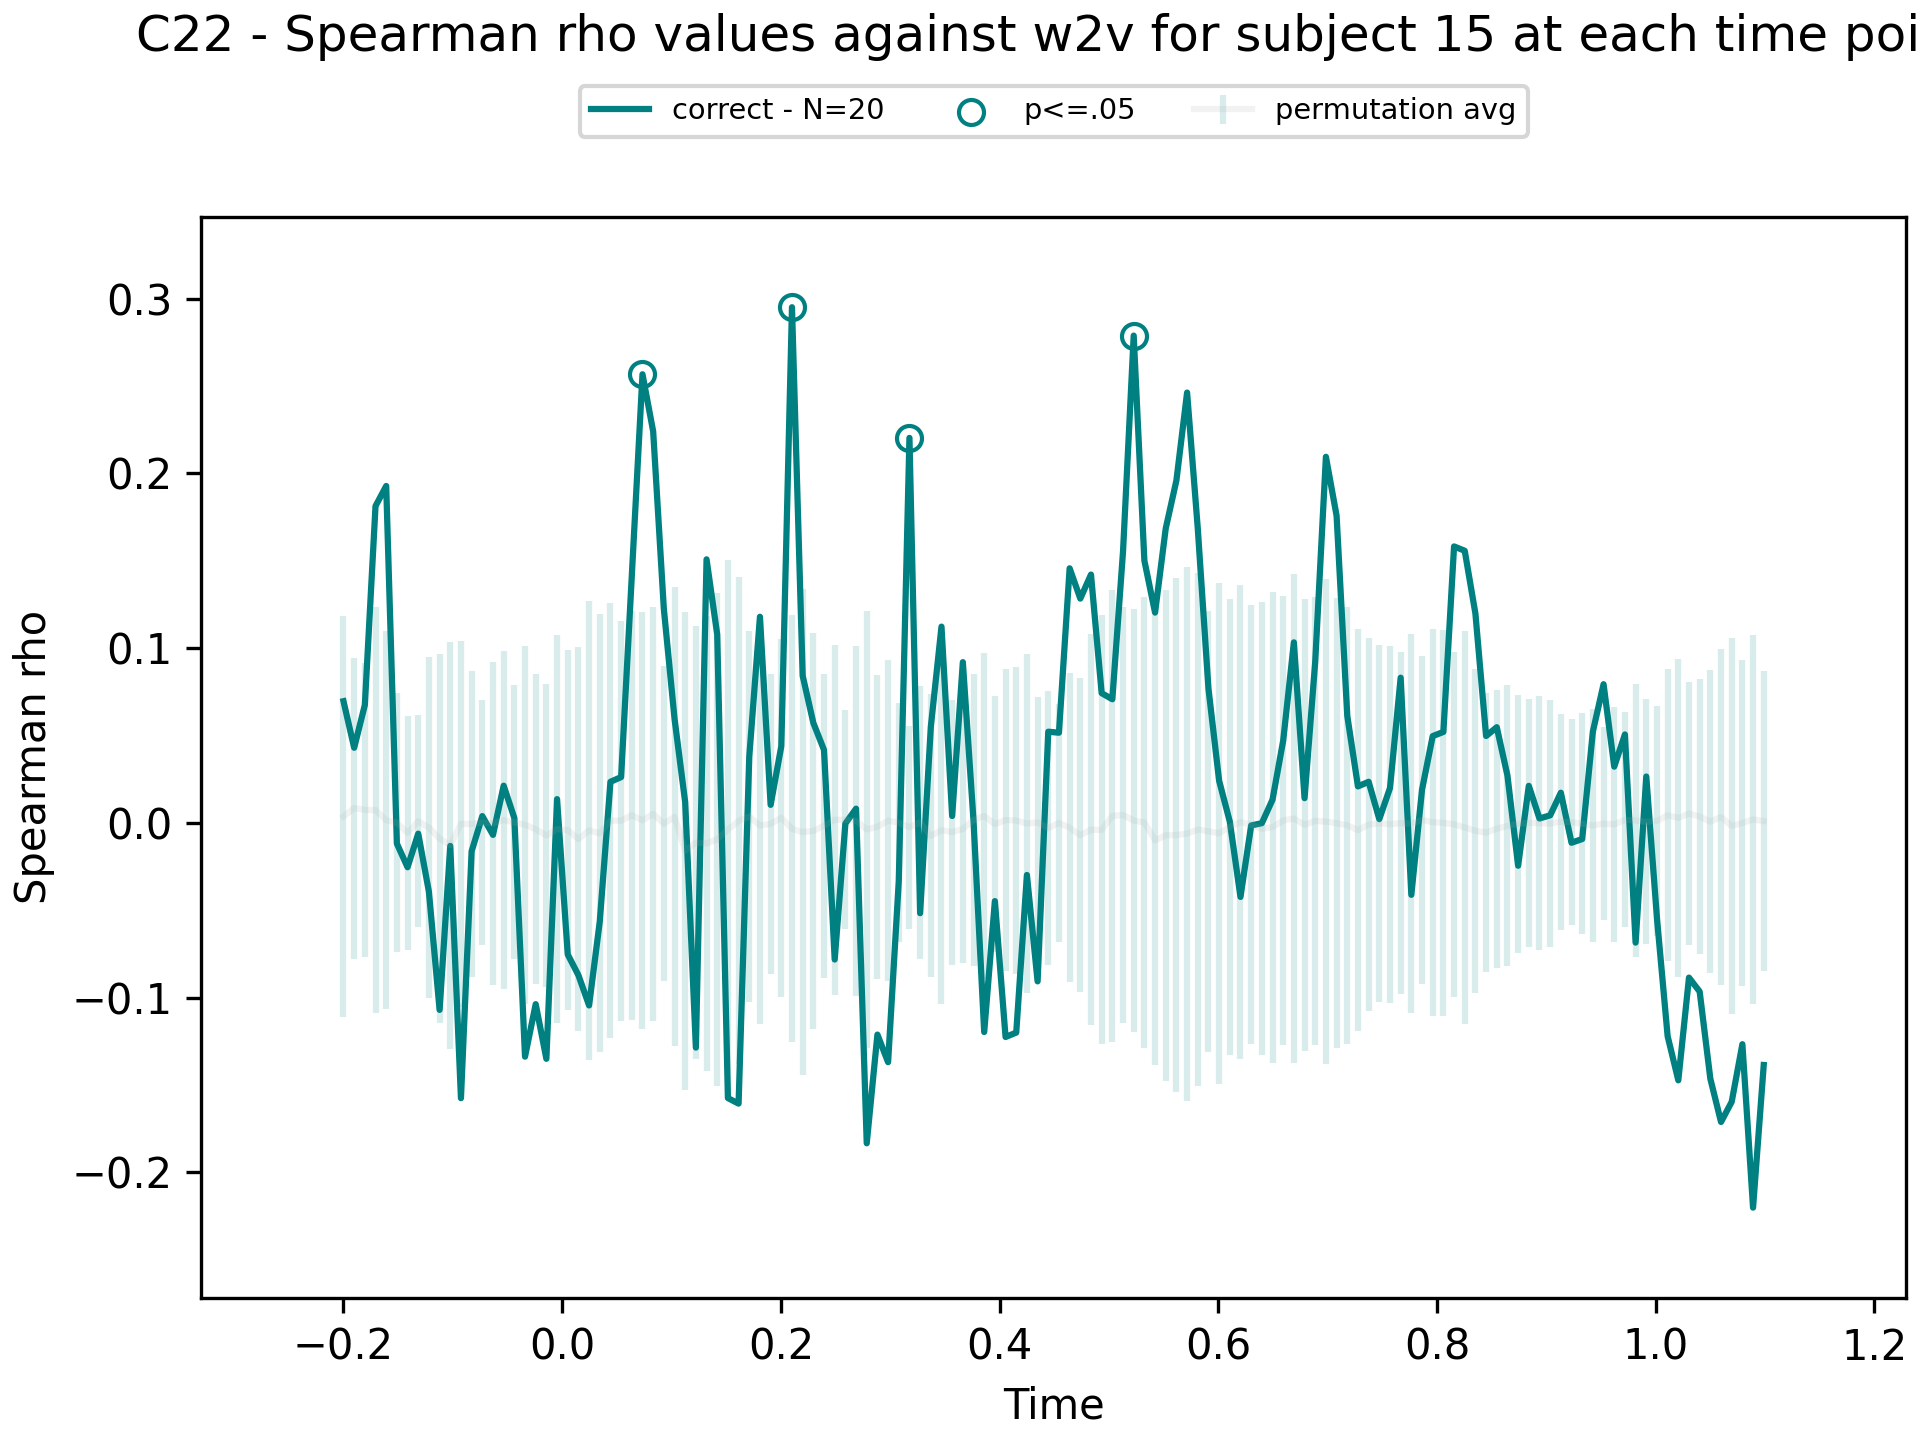 C22 - Spearman rho values against w2v for subject 15 at each time poi
correct - N=20 p<=.05 permutation avg
0.3
0.2
0.1
0.0
−0.1
−0.2
Spearman rho
−0.2 0.0 0.2 0.4 0.6 0.8 1.0 1.2
Time